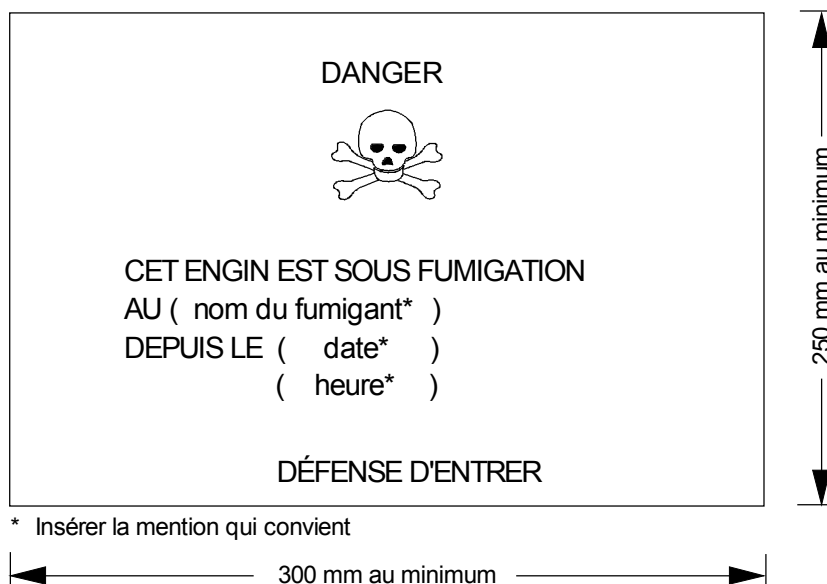 DANGER
CET ENGIN EST SOUS FUMIGATION
AU ( nom du fumigant* )
DEPUIS LE ( date* )
( heure* )
DÉFENSE D'ENTRER
* Insérer la mention qui convient
300 mm au minimum
250 mm au minimum